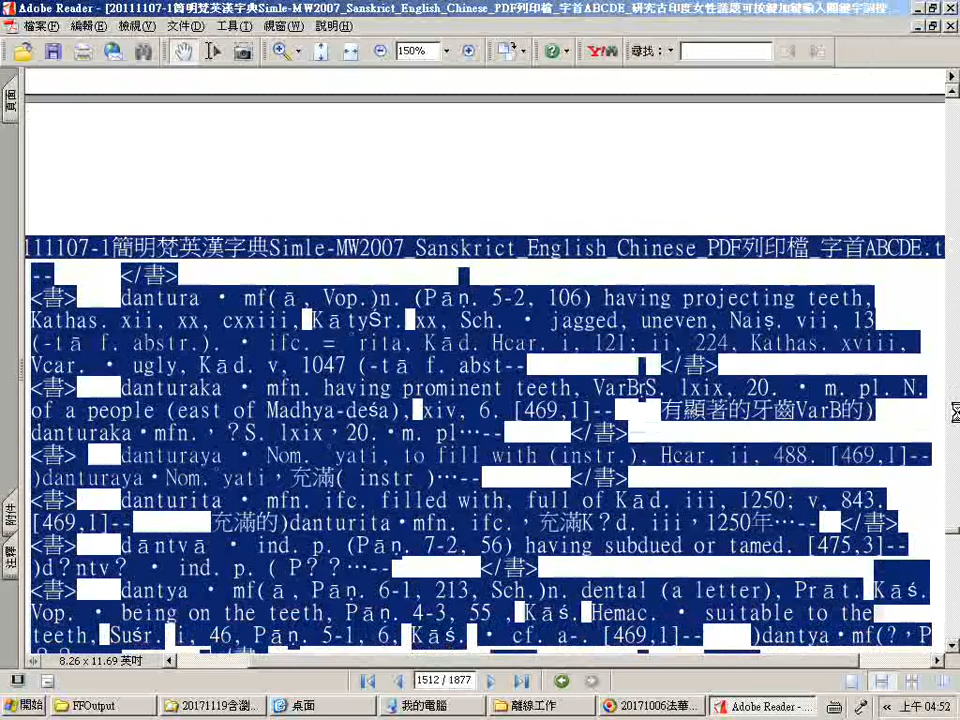 Adobe Reader - [20111107-1簡明梵英漢字典Simle-MW2007_Sanskrict_English_Chinese_PDF列印檔_字首ABCDE_研究古印度女性議題可按
檔案(F) 編輯(E) 檢視(V) 文件(D) 工具(T) 視窗(W) 說明(H)
150% Y! 尋找:
頁面
111107-1簡明梵英漢字典Simle-MW2007_Sanskrict_English_Chinese_PDF列印檔_字首ABCDE.t
-- </書>
<書> dantura ‧ mf(ā, Vop.)n. (Pāṇ. 5-2, 106) having projecting teeth,
Kathas. xii, xx, cxxiii, KātyŚr. xx, Sch. ‧ jagged, uneven, Naiṣ. vii, 13
(-tā f. abstr.). ‧ ifc. = ˚rita, Kād. Hcar. i, 121; ii, 224, Kathas. xviii,
Vcar. ‧ ugly, Kād. v, 1047 (-tā f. abst-- </書>
<書> danturaka ‧ mfn. having prominent teeth, VarBrS. lxix, 20. ‧ m. pl. N.
of a people (east of Madhya-deśa), xiv, 6. [469,1]-- 有顯著的牙齒VarB的)
danturaka‧mfn.，?S. lxix，20.‧m. pl…-- </書>
<書> danturaya ‧ Nom. ˚yati, to fill with (instr.), Hcar. ii, 488. [469,1]--
)danturaya‧Nom.˚yati，充滿( instr )…-- </書>
<書> danturita ‧ mfn. ifc. filled with, full of Kād. iii, 1250; v, 843.
[469,1]-- 充滿的)danturita‧mfn. ifc.，充滿K?d. iii，1250年…-- </書>
<書> dāntvā ‧ ind. p. (Pāṇ. 7-2, 56) having subdued or tamed. [475,3]--
)d?ntv? ‧ ind. p. ( P??…-- </書>
<書> dantya ‧ mf(ā, Pāṇ. 6-1, 213, Sch.)n. dental (a letter), Prāt. Kāś.
Vop. ‧ being on the teeth, Pāṇ. 4-3, 55 , Kāś. Hemac. ‧ suitable to the
teeth, Suśr. i, 46, Pāṇ. 5-1, 6, Kāś. ‧ cf. a-. [469,1]-- )dantya‧mf(?，P
附件
注釋
8.26 x 11.69 英吋
1512 / 1877
開始 FFOutput 20171119含瀏... 桌面 我的電腦 離線工作 20171006法華... Adobe Reader - ... 上午 04:52